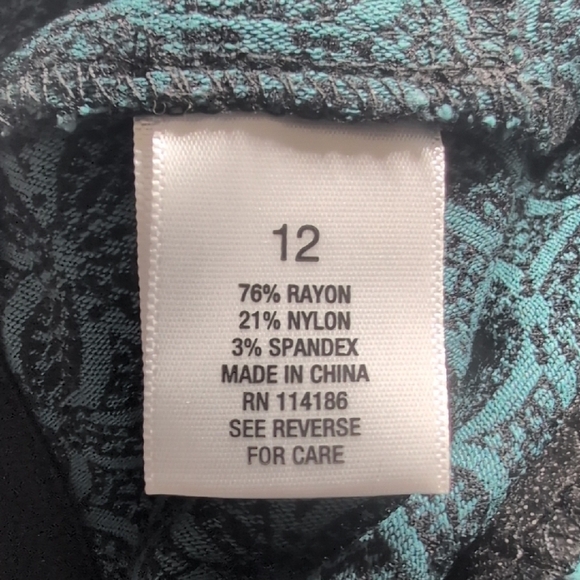 12
76% RAYON
21% NYLON
3% SPANDEX
MADE IN CHINA
RN 114186
SEE REVERSE
FOR CARE